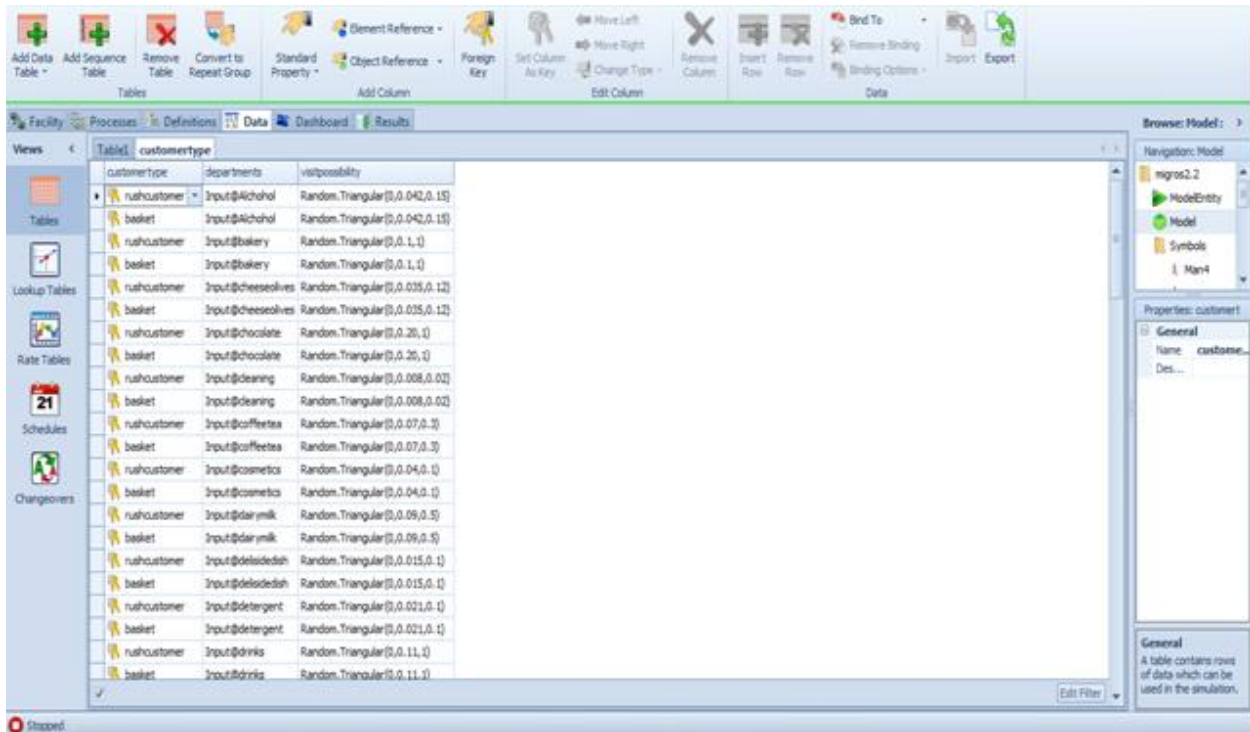 Add Data Table
Add Sequence Table
Remove Table
Convert to Repeat Group
Tables
Standard Property
Element Reference
Object Reference
Foreign Key
Add Column
Set Column As Key
Move Left
Move Right
Change Type
Remove Column
Edit Column
Insert Row
Remove Row
Bind To
Remove Binding
Binding Options
Import
Export
Data
Facility Processes Definitions Data Dashboard Results
Browse: Model:
Views
Tables
Lookup Tables
Rate Tables
21
Schedules
Changeovers
Table1 customertype
customertype departments visitpossibility
rushcustomer Input@Alchohol Random.Triangular(0,0.042,0.15)
basket Input@Alchohol Random.Triangular(0,0.042,0.15)
rushcustomer Input@bakery Random.Triangular(0,0.1,1)
basket Input@bakery Random.Triangular(0,0.1,1)
rushcustomer Input@cheeseolives Random.Triangular(0,0.035,0.12)
basket Input@cheeseolives Random.Triangular(0,0.035,0.12)
rushcustomer Input@chocolate Random.Triangular(0,0.20,1)
basket Input@chocolate Random.Triangular(0,0.20,1)
rushcustomer Input@cleaning Random.Triangular(0,0.008,0.02)
basket Input@cleaning Random.Triangular(0,0.008,0.02)
rushcustomer Input@coffeetea Random.Triangular(0,0.07,0.3)
basket Input@coffeetea Random.Triangular(0,0.07,0.3)
rushcustomer Input@cosmetics Random.Triangular(0,0.04,0.1)
basket Input@cosmetics Random.Triangular(0,0.04,0.1)
rushcustomer Input@dairymilk Random.Triangular(0,0.09,0.5)
basket Input@dairymilk Random.Triangular(0,0.09,0.5)
rushcustomer Input@delisidedish Random.Triangular(0,0.015,0.1)
basket Input@delisidedish Random.Triangular(0,0.015,0.1)
rushcustomer Input@detergent Random.Triangular(0,0.021,0.1)
basket Input@detergent Random.Triangular(0,0.021,0.1)
rushcustomer Input@drinks Random.Triangular(0,0.11,1)
basket Input@drinks Random.Triangular(0,0.11,1)
Edit Filter
Navigation: Model
migros2.2
ModelEntity
Model
Symbols
Man4
Properties: customert
General
Name custome...
Des...
General
A table contains rows
of data which can be
used in the simulation.
Stopped